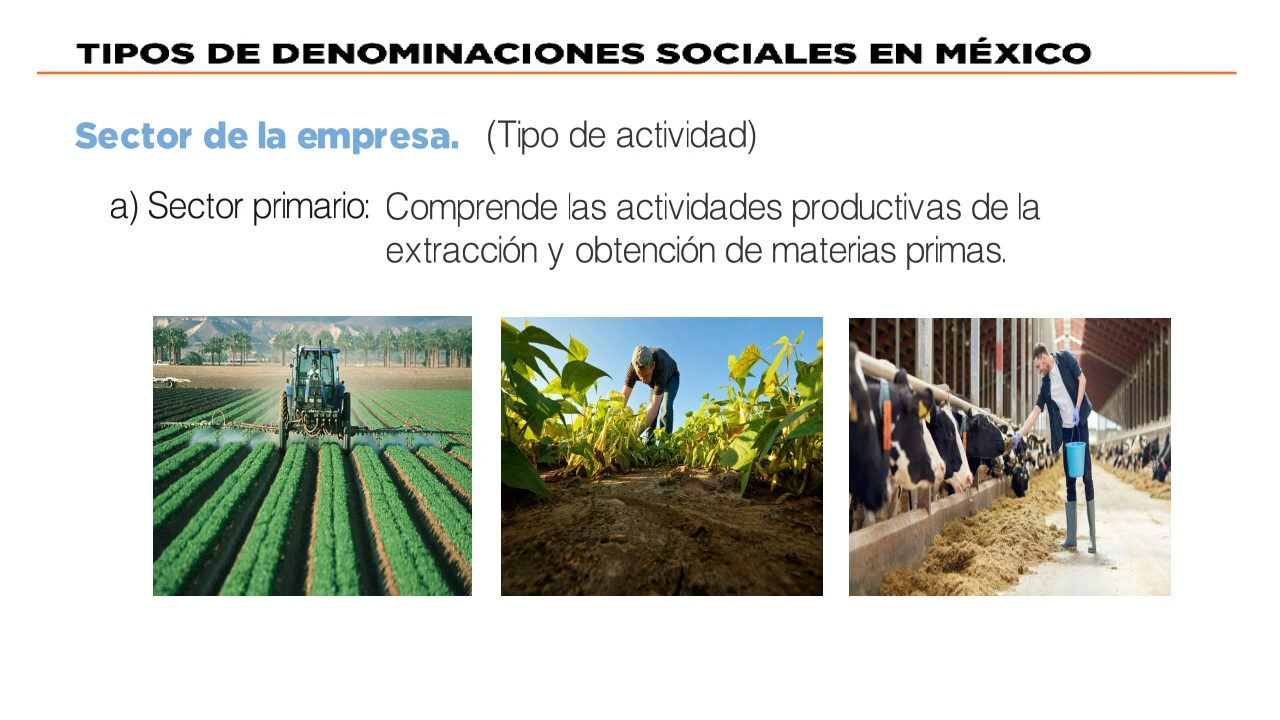 TIPOS DE DENOMINACIONES SOCIALES EN MÉXICO
Sector de la empresa. (Tipo de actividad)
a) Sector primario: Comprende las actividades productivas de la
extracción y obtención de materias primas.